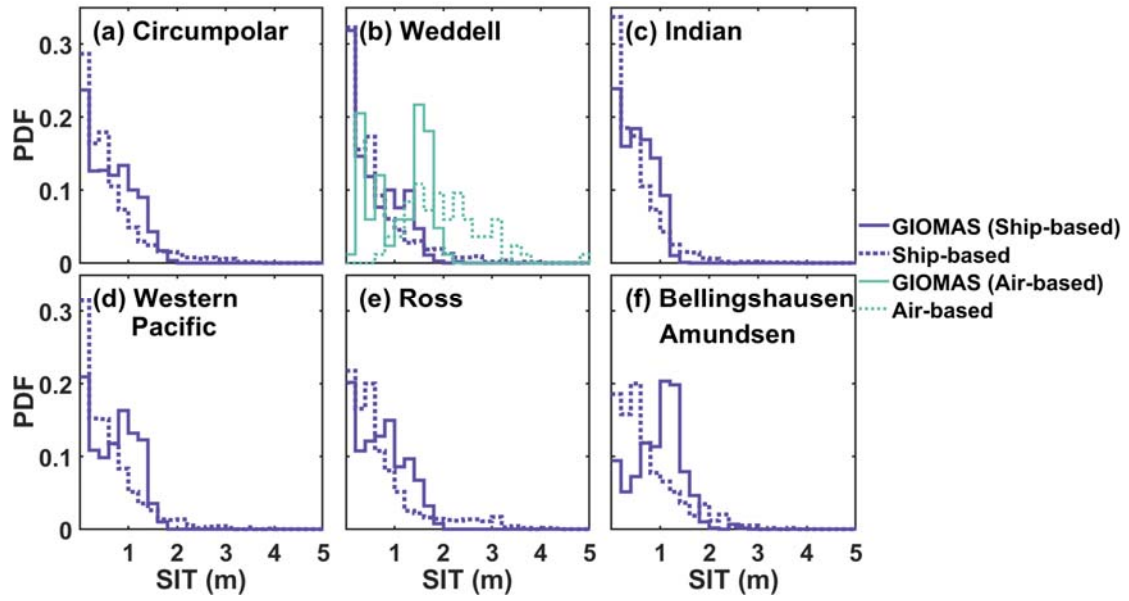 (a) Circumpolar
(b) Weddell
(c) Indian
PDF
0.3
0.2
0.1
0
GIOMAS (Ship-based)
Ship-based
GIOMAS (Air-based)
Air-based
(d) Western
Pacific
(e) Ross
(f) Bellingshausen
Amundsen
PDF
0.3
0.2
0.1
0
1 2 3 4 5
1 2 3 4 5
1 2 3 4 5
SIT (m)
SIT (m)
SIT (m)